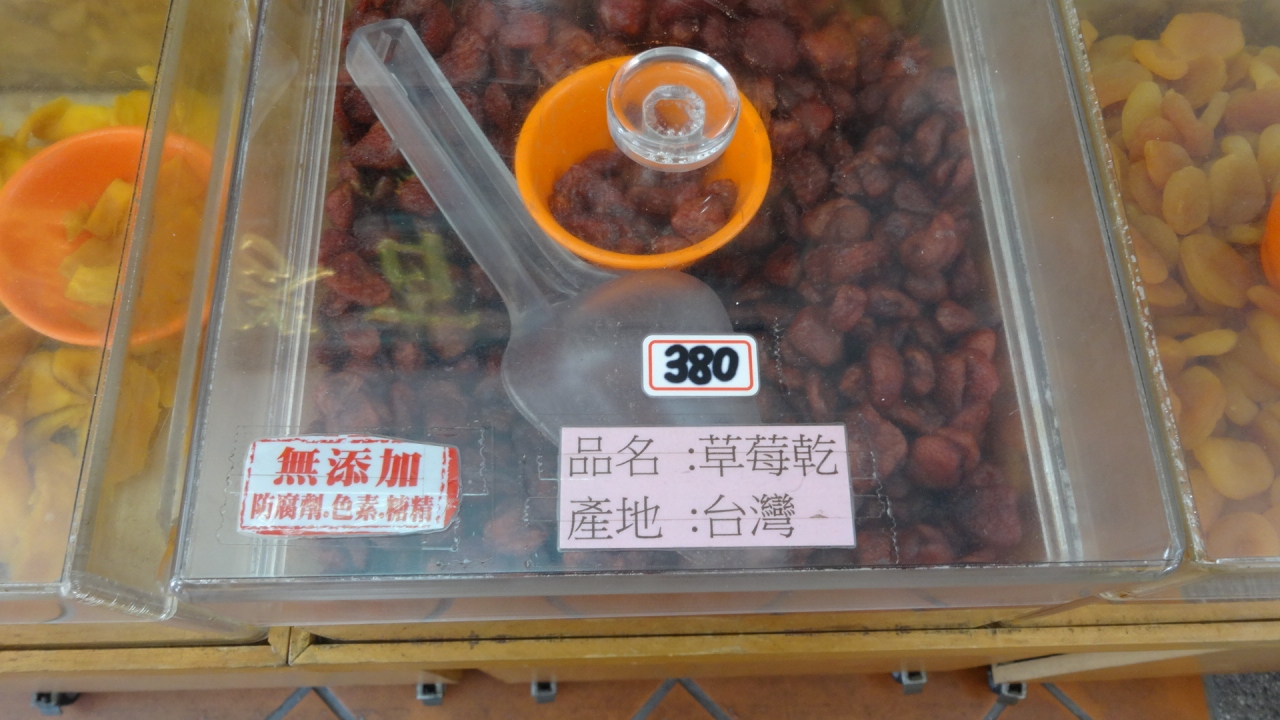 380
無添加
防腐劑.色素.糖精
品名 :草莓乾
產地 :台灣